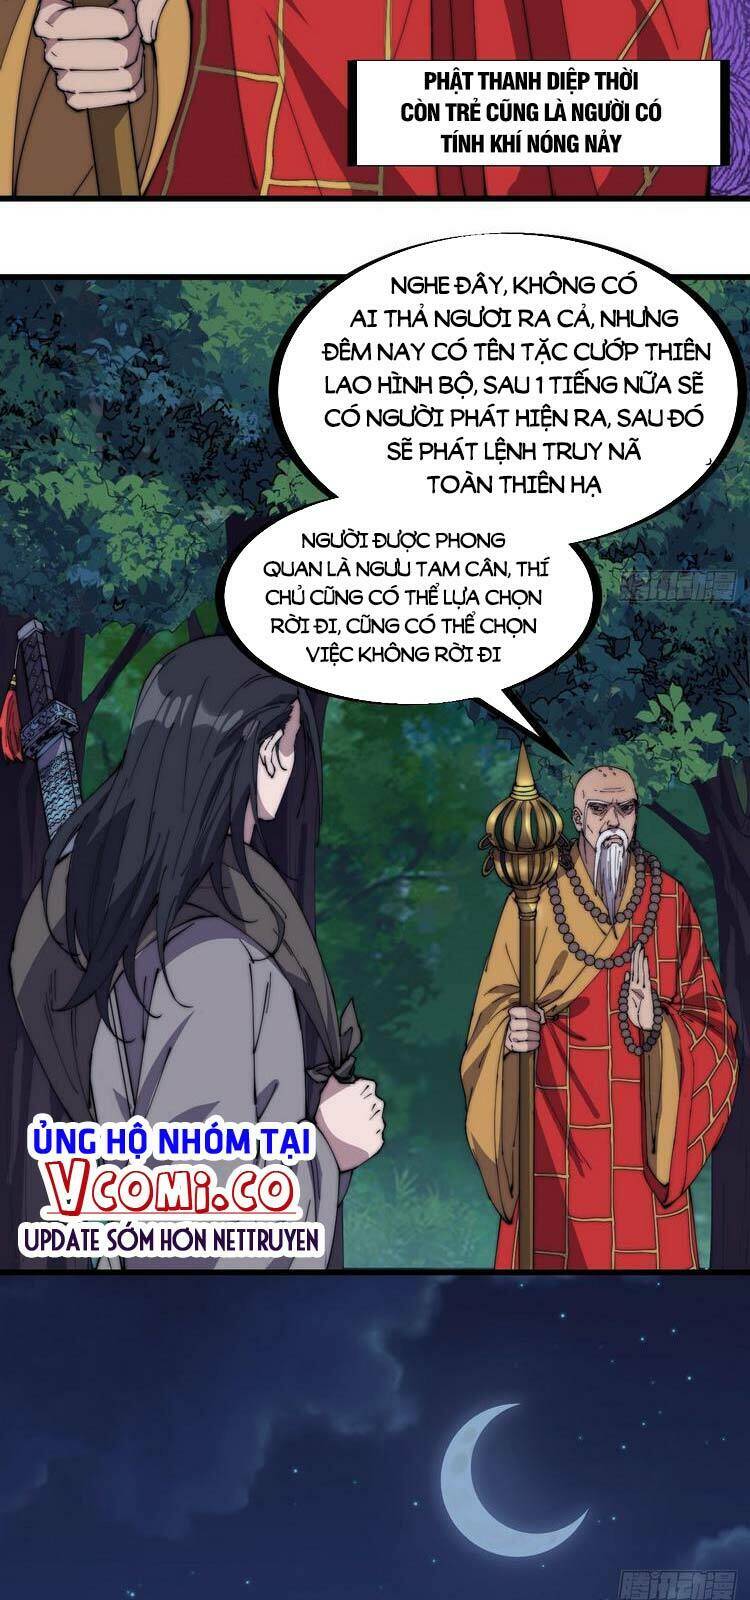 PHẬT THANH DIỆP THỜI
CÒN TRẺ CŨNG LÀ NGƯỜI CÓ
TÍNH KHÍ NÓNG NẢY
NGHE ĐÂY, KHÔNG CÓ
AI THẢ NGƯƠI RA CẢ, NHƯNG
ĐÊM NAY CÓ TÊN TẶC CƯỚP THIÊN
LAO HÌNH BỘ, SAU 1 TIẾNG NỮA SẼ
CÓ NGƯỜI PHÁT HIỆN RA, SAU ĐÓ
SẼ PHÁT LỆNH TRUY NÃ
TOÀN THIÊN HẠ
NGƯỜI ĐƯỢC PHONG
QUAN LÀ NGƯU TAM CÂN, THÍ
CHỦ CŨNG CÓ THỂ LỰA CHỌN
RỜI ĐI, CŨNG CÓ THỂ CHỌN
VIỆC KHÔNG RỜI ĐI
ỦNG HỘ NHÓM TẠI
VCOMI.CO
UPDATE SỚM HƠN NETTRUYEN
腾讯动漫